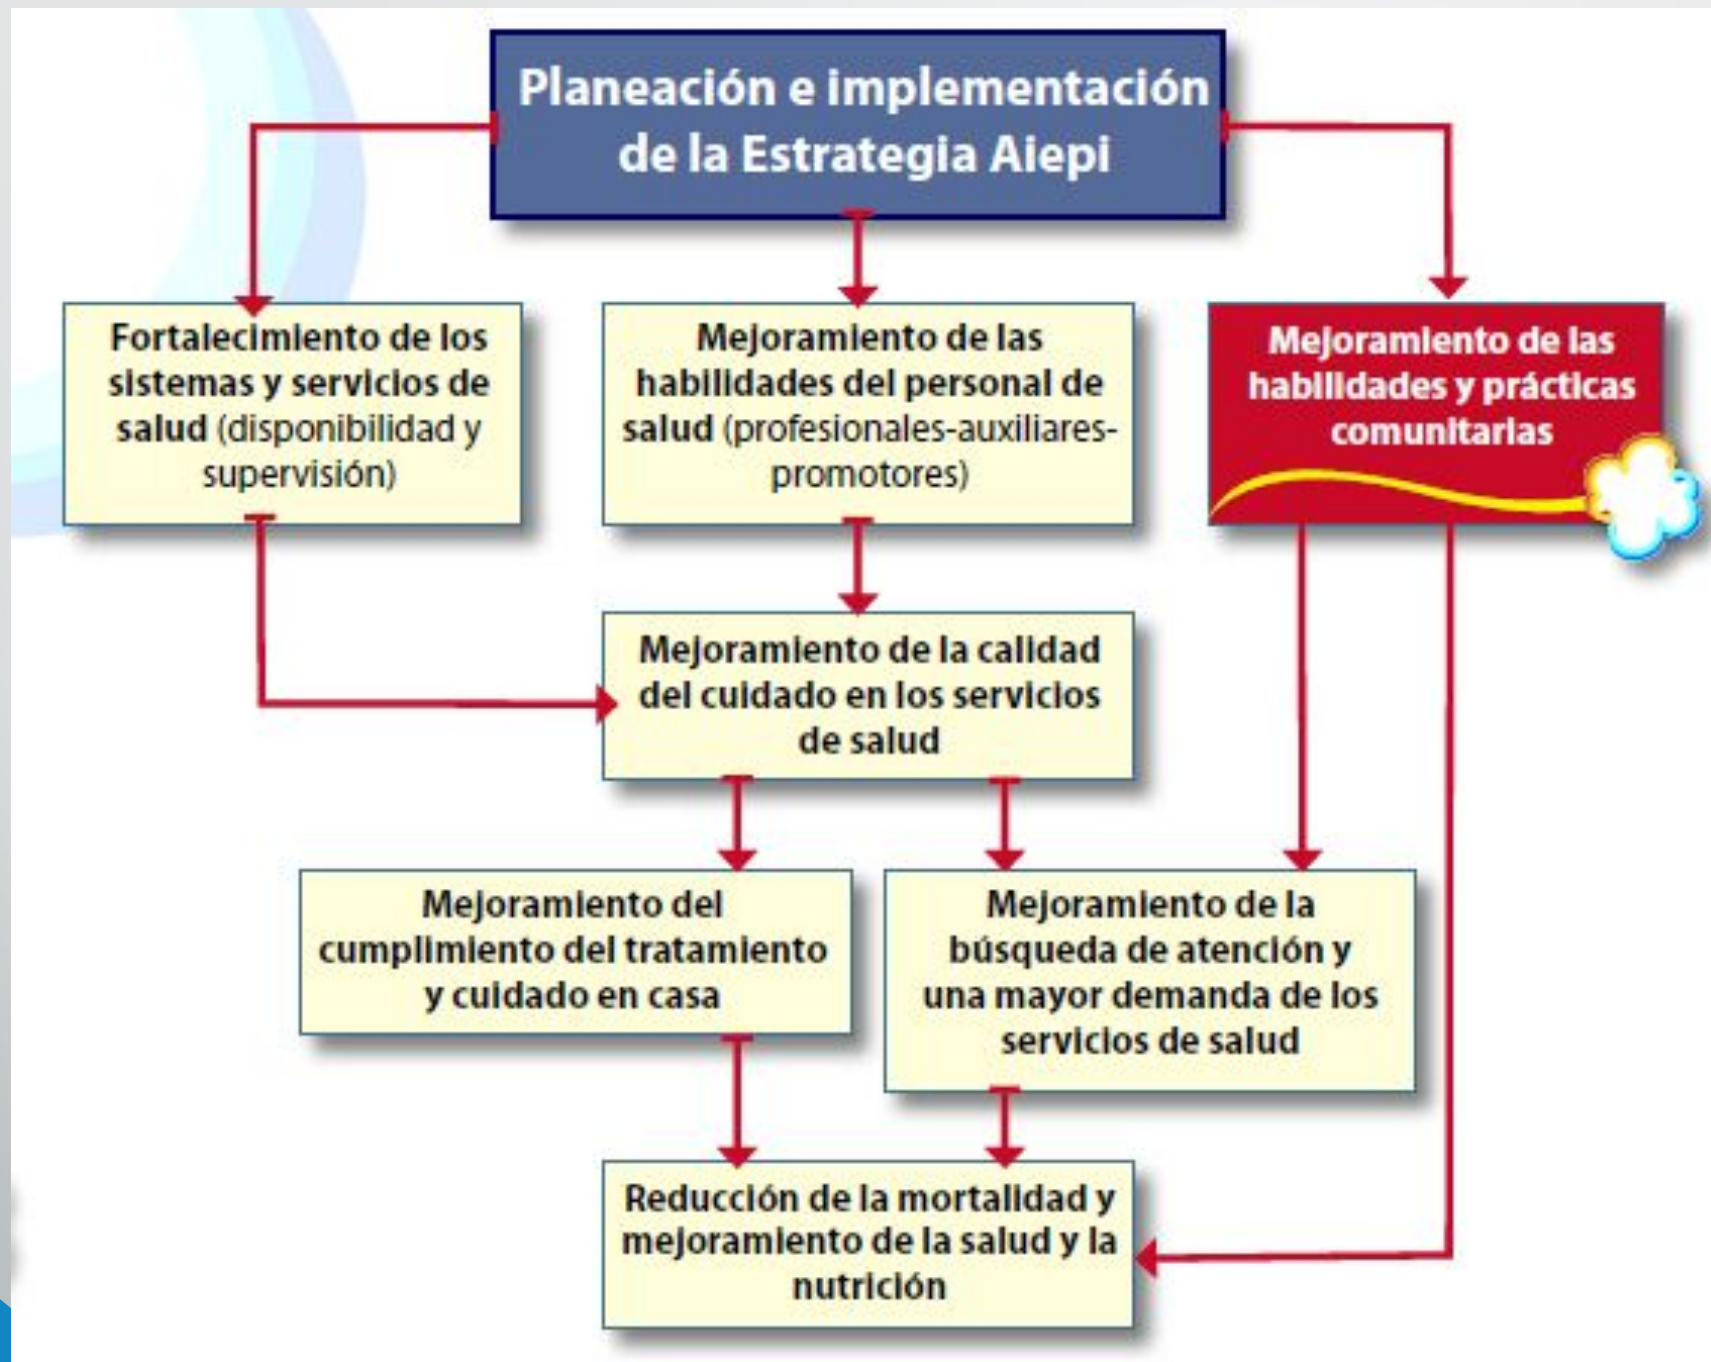 Planeación e implementación
de la Estrategia Aiepi
Fortalecimiento de los
sistemas y servicios de
salud (disponibilidad y
supervisión)
Mejoramiento de las
habilidades del personal de
salud (profesionales-auxiliares-
promotores)
Mejoramiento de las
habilidades y prácticas
comunitarias
Mejoramiento de la calidad
del cuidado en los servicios
de salud
Mejoramiento del
cumplimiento del tratamiento
y cuidado en casa
Mejoramiento de la
búsqueda de atención y
una mayor demanda de los
servicios de salud
Reducción de la mortalidad y
mejoramiento de la salud y la
nutrición